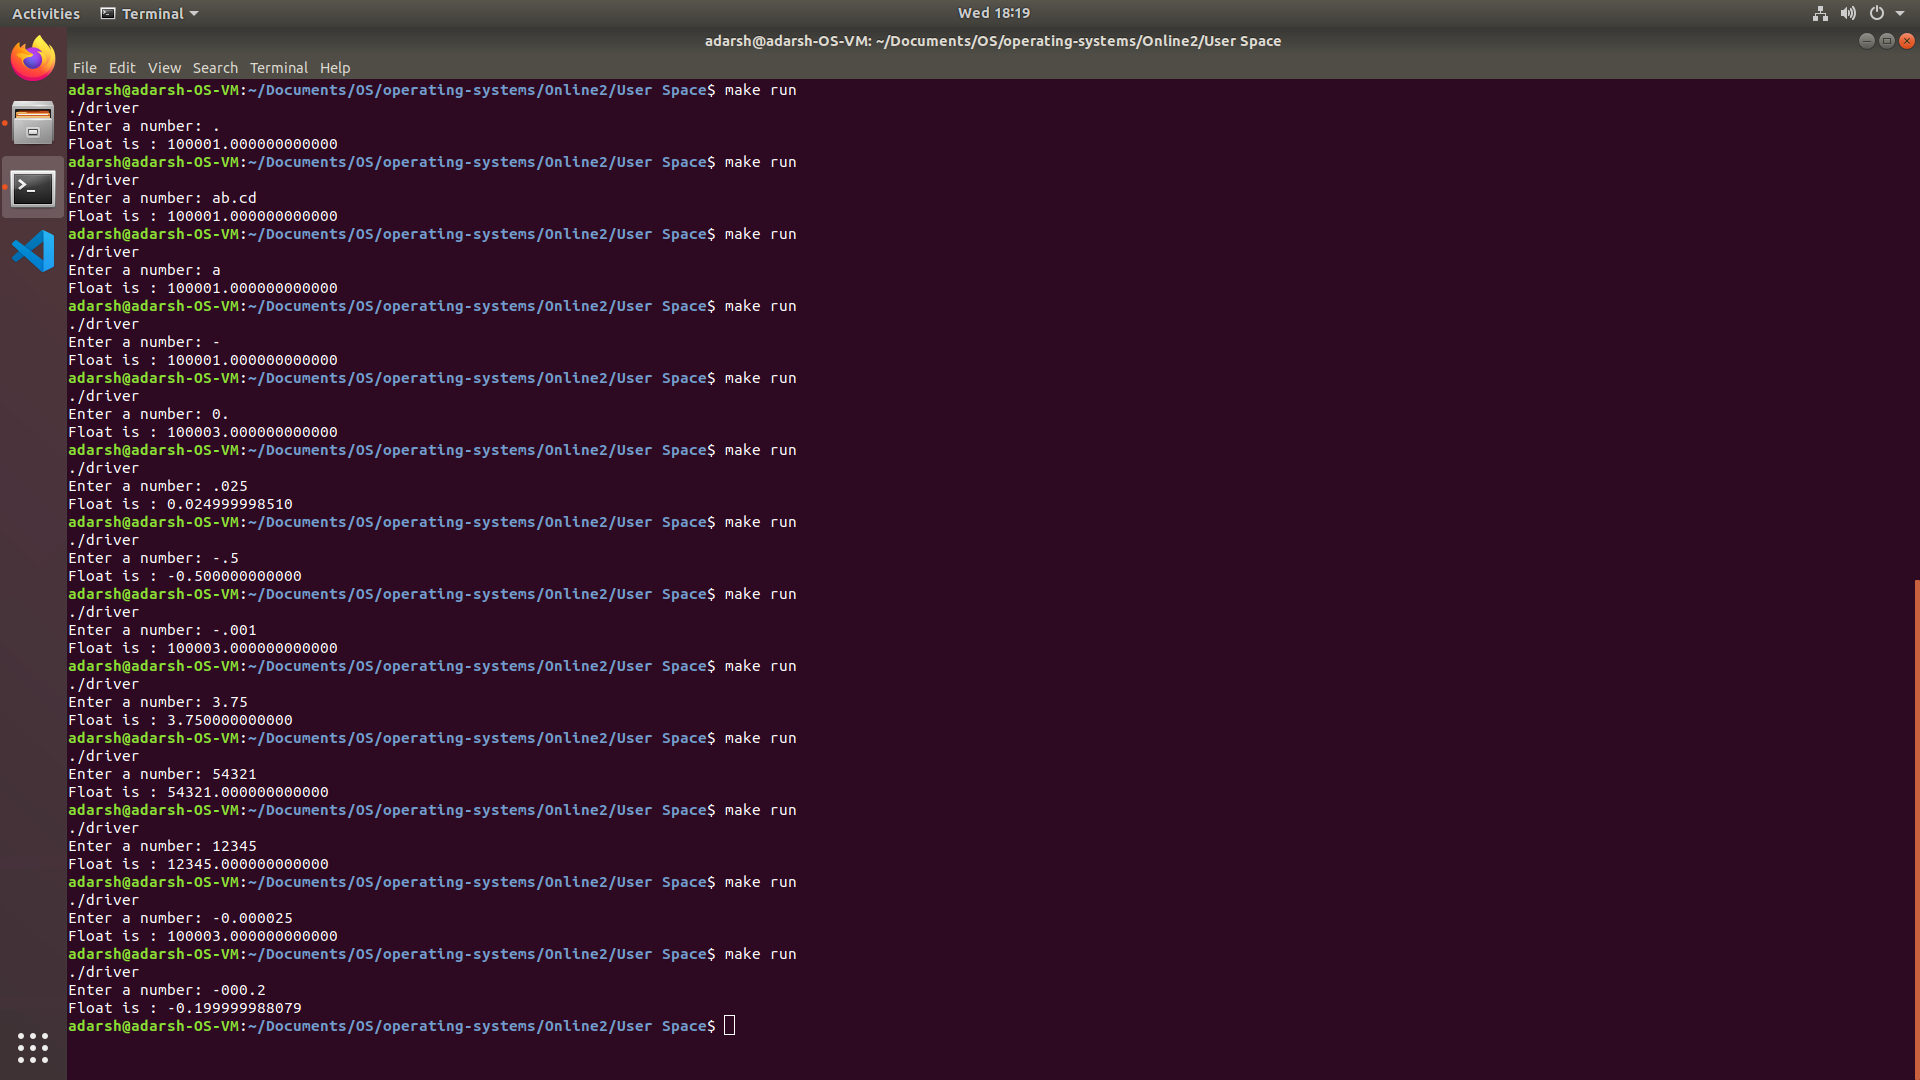 Activities Terminal Wed 18:19
adarsh@adarsh-OS-VM: ~/Documents/OS/operating-systems/Online2/User Space
File Edit View Search Terminal Help
adarsh@adarsh-OS-VM:~/Documents/OS/operating-systems/Online2/User Space$ make run
./driver
Enter a number: .
Float is : 100001.000000000000
adarsh@adarsh-OS-VM:~/Documents/OS/operating-systems/Online2/User Space$ make run
./driver
Enter a number: ab.cd
Float is : 100001.000000000000
adarsh@adarsh-OS-VM:~/Documents/OS/operating-systems/Online2/User Space$ make run
./driver
Enter a number: a
Float is : 100001.000000000000
adarsh@adarsh-OS-VM:~/Documents/OS/operating-systems/Online2/User Space$ make run
./driver
Enter a number: -
Float is : 100001.000000000000
adarsh@adarsh-OS-VM:~/Documents/OS/operating-systems/Online2/User Space$ make run
./driver
Enter a number: 0.
Float is : 100003.000000000000
adarsh@adarsh-OS-VM:~/Documents/OS/operating-systems/Online2/User Space$ make run
./driver
Enter a number: .025
Float is : 0.024999998510
adarsh@adarsh-OS-VM:~/Documents/OS/operating-systems/Online2/User Space$ make run
./driver
Enter a number: -.5
Float is : -0.500000000000
adarsh@adarsh-OS-VM:~/Documents/OS/operating-systems/Online2/User Space$ make run
./driver
Enter a number: -.001
Float is : 100003.000000000000
adarsh@adarsh-OS-VM:~/Documents/OS/operating-systems/Online2/User Space$ make run
./driver
Enter a number: 3.75
Float is : 3.750000000000
adarsh@adarsh-OS-VM:~/Documents/OS/operating-systems/Online2/User Space$ make run
./driver
Enter a number: 54321
Float is : 54321.000000000000
adarsh@adarsh-OS-VM:~/Documents/OS/operating-systems/Online2/User Space$ make run
./driver
Enter a number: 12345
Float is : 12345.000000000000
adarsh@adarsh-OS-VM:~/Documents/OS/operating-systems/Online2/User Space$ make run
./driver
Enter a number: -0.000025
Float is : 100003.000000000000
adarsh@adarsh-OS-VM:~/Documents/OS/operating-systems/Online2/User Space$ make run
./driver
Enter a number: -000.2
Float is : -0.199999988079
adarsh@adarsh-OS-VM:~/Documents/OS/operating-systems/Online2/User Space$